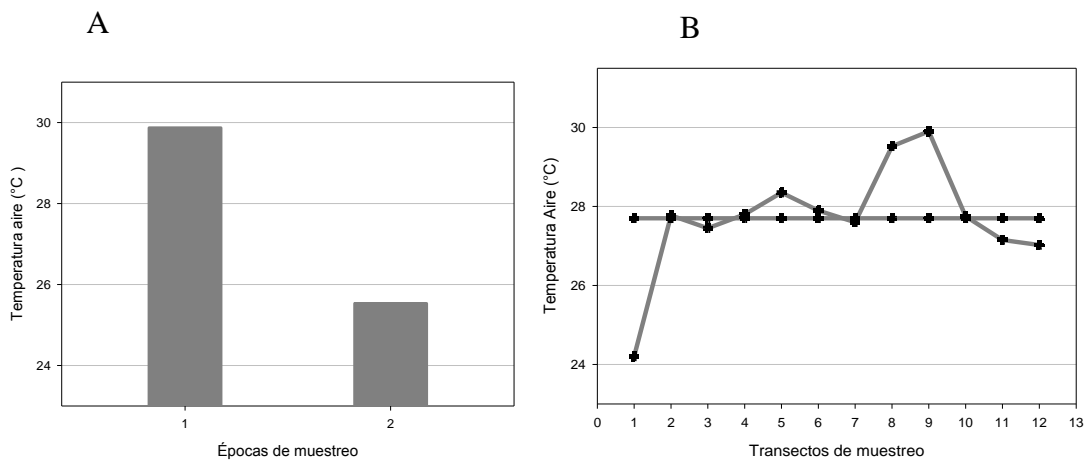 A
B
Temperatura aire (°C )
30
28
26
24
1
2
Épocas de muestreo
Temperatura Aire (°C)
30
28
26
24
0 1 2 3 4 5 6 7 8 9 10 11 12 13
Transectos de muestreo